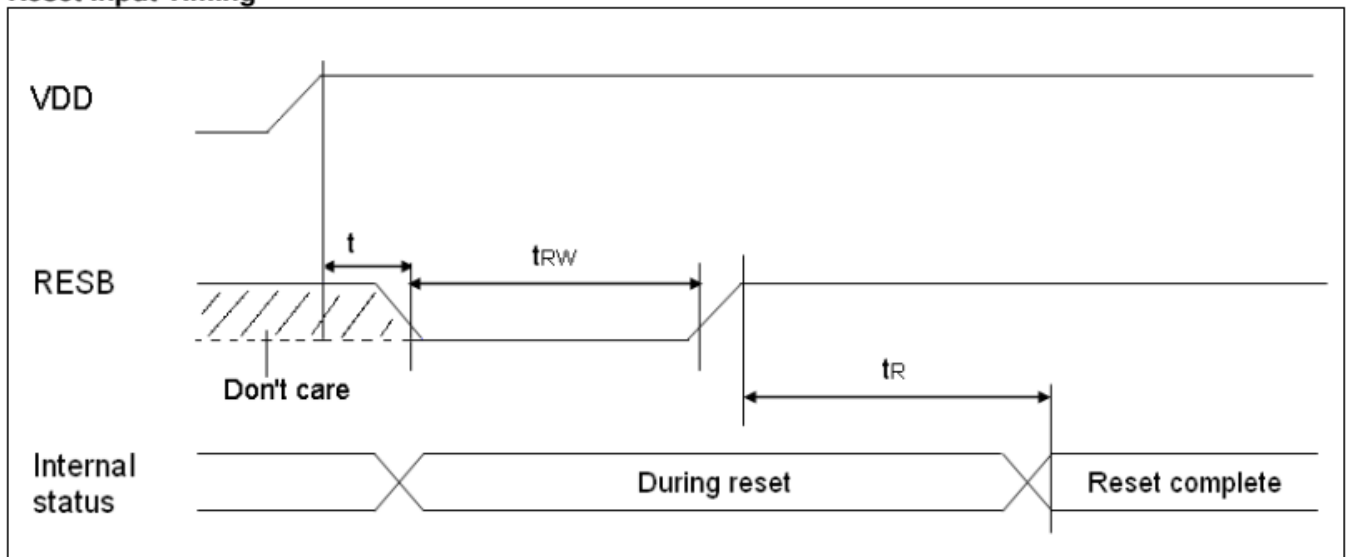 Reset Input Timing
VDD
t
tRW
RESB
Don't care
tR
Internal
status
During reset
Reset complete